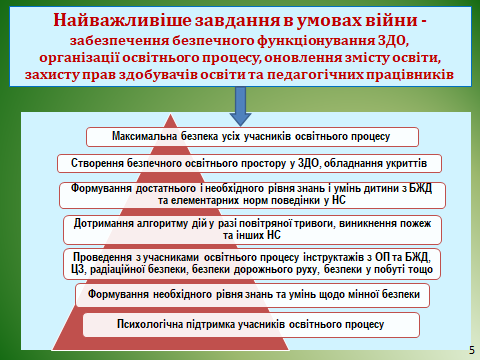 Найважливіше завдання в умовах війни -
забезпечення безпечного функціонування ЗДО,
організації освітнього процесу, оновлення змісту освіти,
захисту прав здобувачів освіти та педагогічних працівників
Максимальна безпека усіх учасників освітнього процесу
Створення безпечного освітнього простору у ЗДО, обладнання укриттів
Формування достатнього і необхідного рівня знань і умінь дитини з БЖД
та елементарних норм поведінки у НС
Дотримання алгоритму дій у разі повітряної тривоги, виникнення пожеж
та інших НС
Проведення з учасниками освітнього процесу інструктажів з ОП та БЖД,
ЦЗ, радіаційної безпеки, безпеки дорожнього руху, безпеки у побуті тощо
Формування необхідного рівня знань та умінь щодо мінної безпеки
Психологічна підтримка учасників освітнього процесу
5